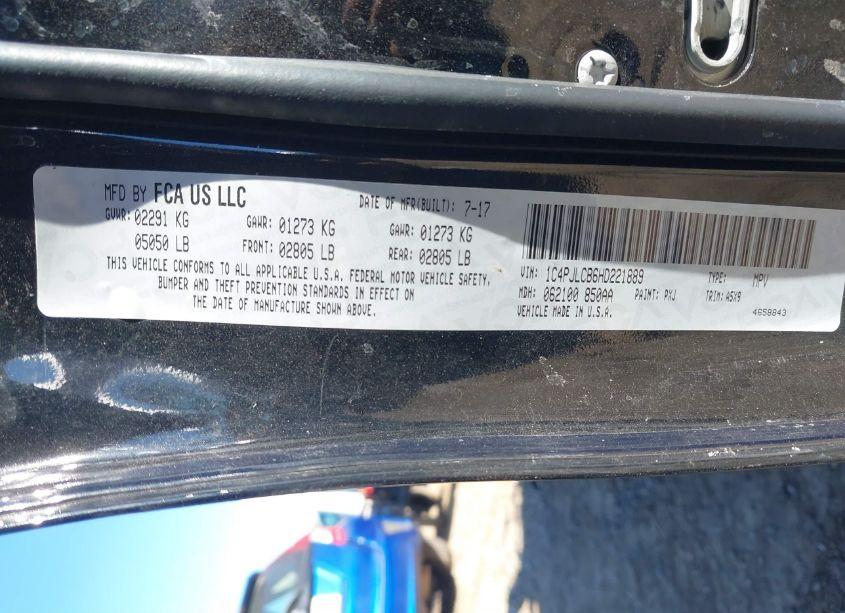 MFD BY FCA US LLC
DATE OF MFR(BUILT): 7-17
GVWR: 02291 KG
05050 LB
GAWR: 01273 KG
FRONT: 02805 LB
GAWR: 01273 KG
REAR: 02805 LB
THIS VEHICLE CONFORMS TO ALL APPLICABLE U.S.A. FEDERAL MOTOR VEHICLE SAFETY,
BUMPER AND THEFT PREVENTION STANDARDS IN EFFECT ON
THE DATE OF MANUFACTURE SHOWN ABOVE.
VIN: 1C4PJLCB6HD221889
TYPE: MPV
MDH: 062100 850AA
PAINT: PXJ
TRIM: A5X9
VEHICLE MADE IN U.S.A.
4658843